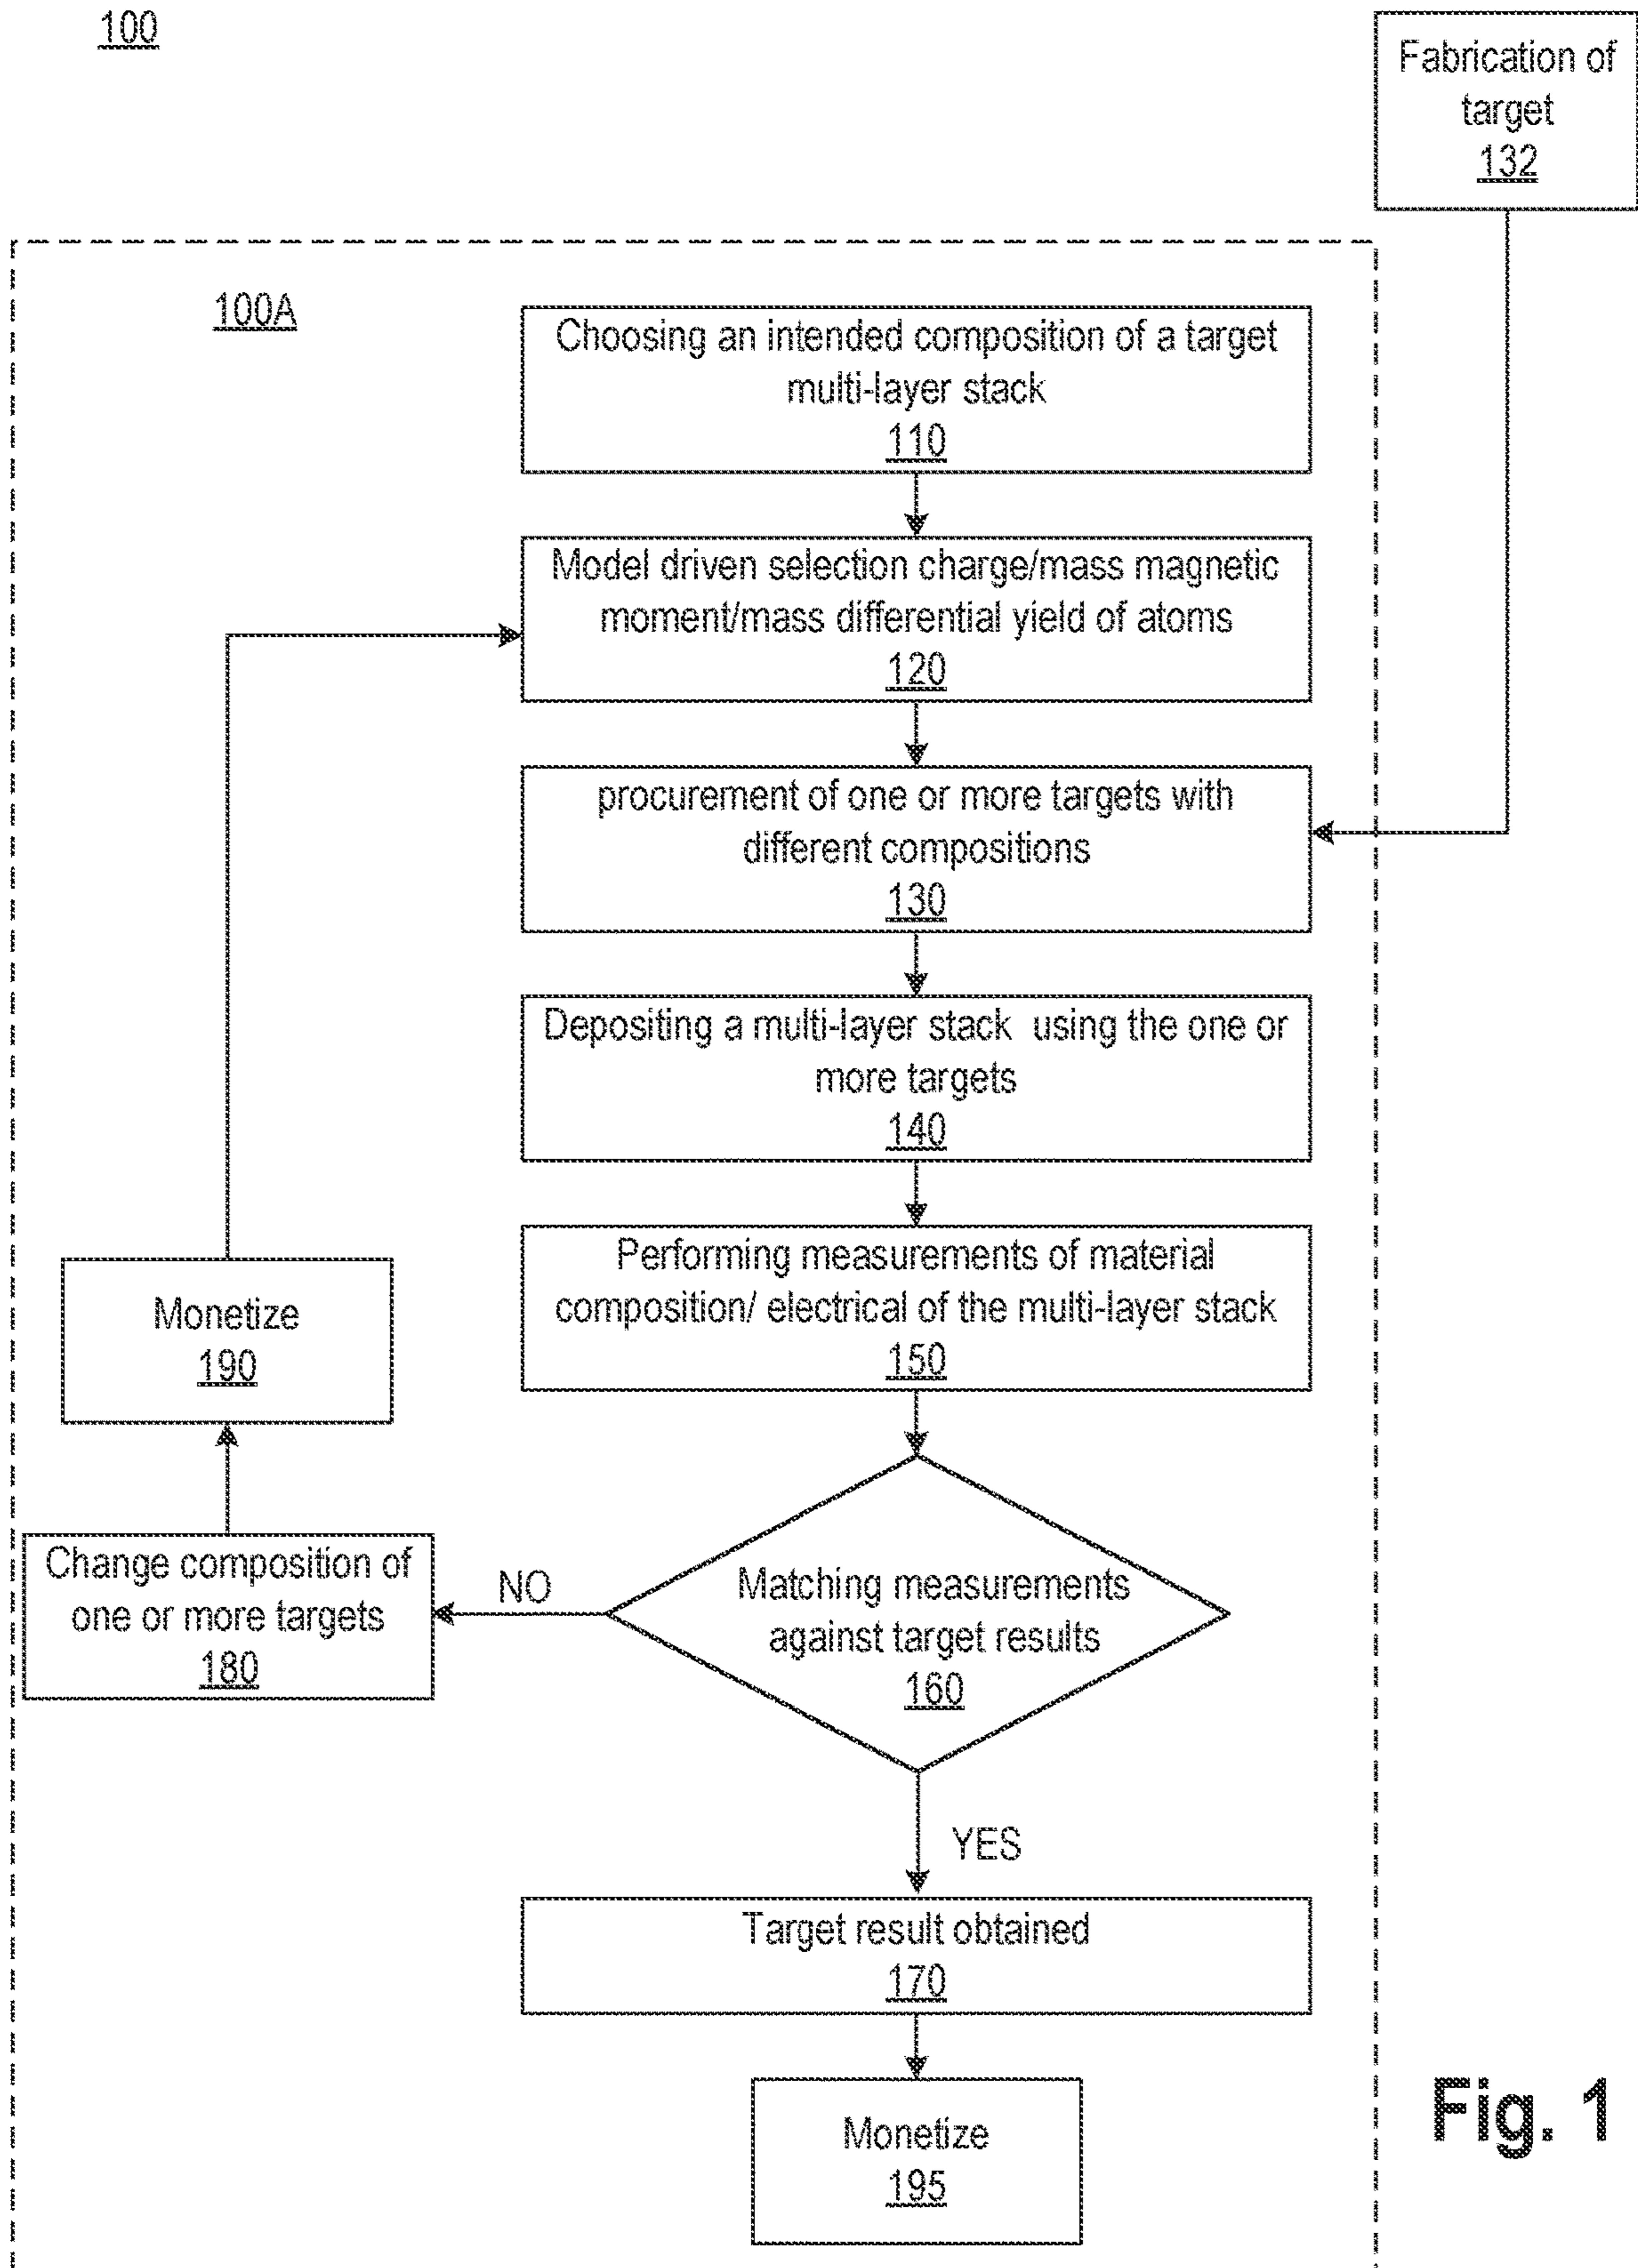 100
Fabrication of
target
132
100A
Choosing an intended composition of a target
multi-layer stack
110
Model driven selection charge/mass magnetic
moment/mass differential yield of atoms
120
procurement of one or more targets with
different compositions
130
Depositing a multi-layer stack using the one or
more targets
140
Performing measurements of material
composition/ electrical of the multi-layer stack
150
Monetize
190
Change composition of
one or more targets
180
NO
Matching measurements
against target results
160
YES
Target result obtained
170
Monetize
195
Fig. 1